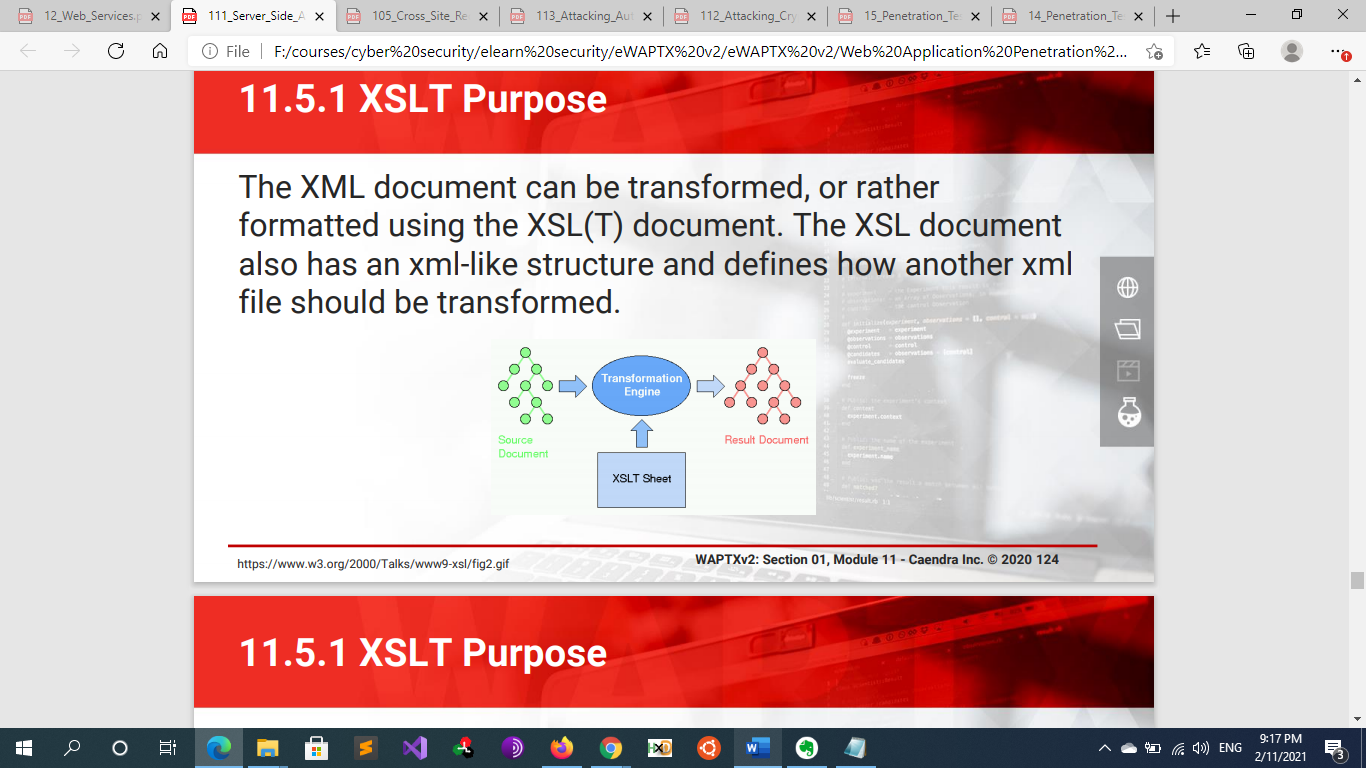 12_Web_Services.p
111_Server_Side_A
105_Cross_Site_Re
113_Attacking_Aut
112_Attacking_Cry
15_Penetration_Te
14_Penetration_Te
File
F:/courses/cyber%20security/elearn%20security/eWAPTX%20v2/eWAPTX%20v2/Web%20Application%20Penetration%2...
11.5.1 XSLT Purpose
The XML document can be transformed, or rather
formatted using the XSL(T) document. The XSL document
also has an xml-like structure and defines how another xml
file should be transformed.
Transformation
Engine
Source
Document
Result Document
XSLT Sheet
https://www.w3.org/2000/Talks/www9-xsl/fig2.gif
WAPTXv2: Section 01, Module 11 - Caendra Inc. © 2020 124
11.5.1 XSLT Purpose
ENG
9:17 PM
2/11/2021
3